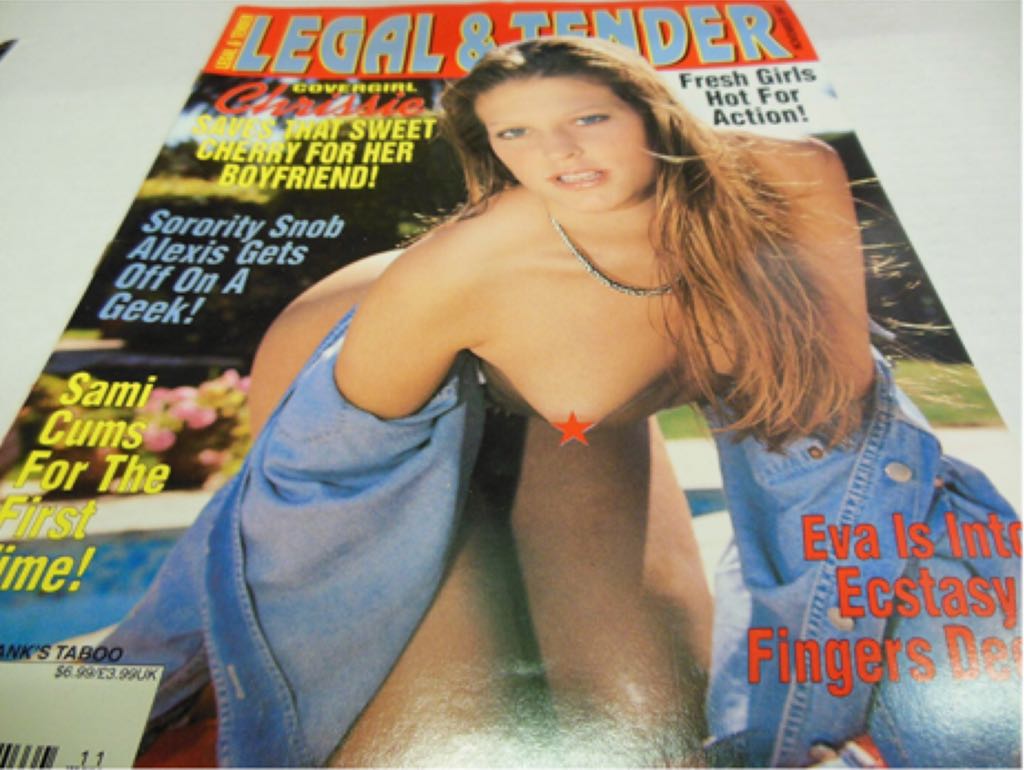 LEGAL & TENDER
COVERGIRL
Chrissie
SAVES THAT SWEET
CHERRY FOR HER
BOYFRIEND!
Fresh Girls
Hot For
Action!
Sorority Snob
Alexis Gets
Off On A
Geek!
Sami
Cums
For The
First
ime!
Eva Is Into
Ecstasy
Fingers
ANK'S TABOO
$6.99/£3.99UK
11